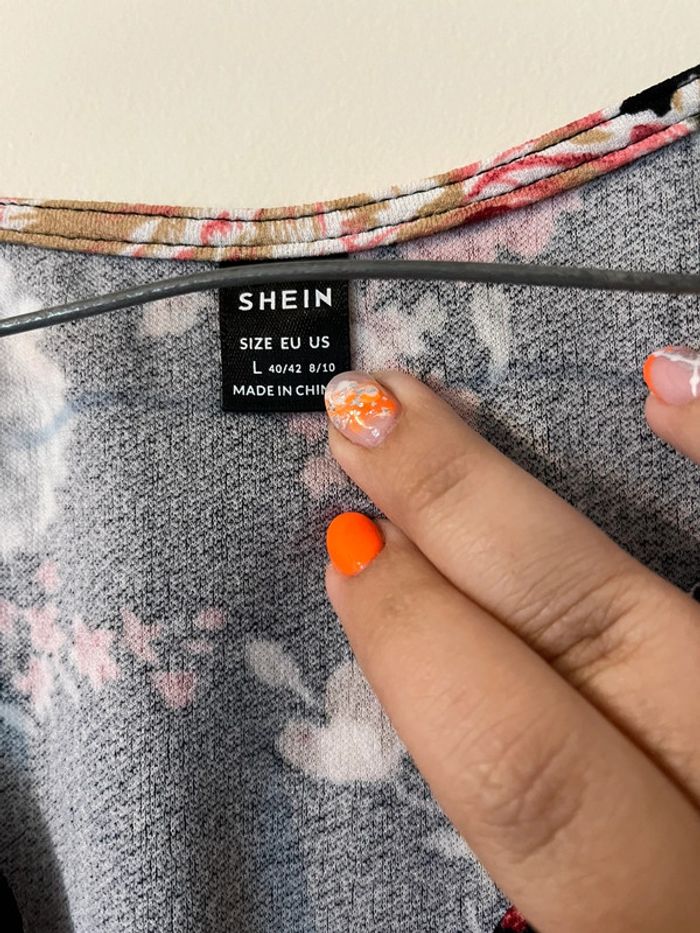 SHEIN
SIZE EU US
L 40/42 8/10
MADE IN